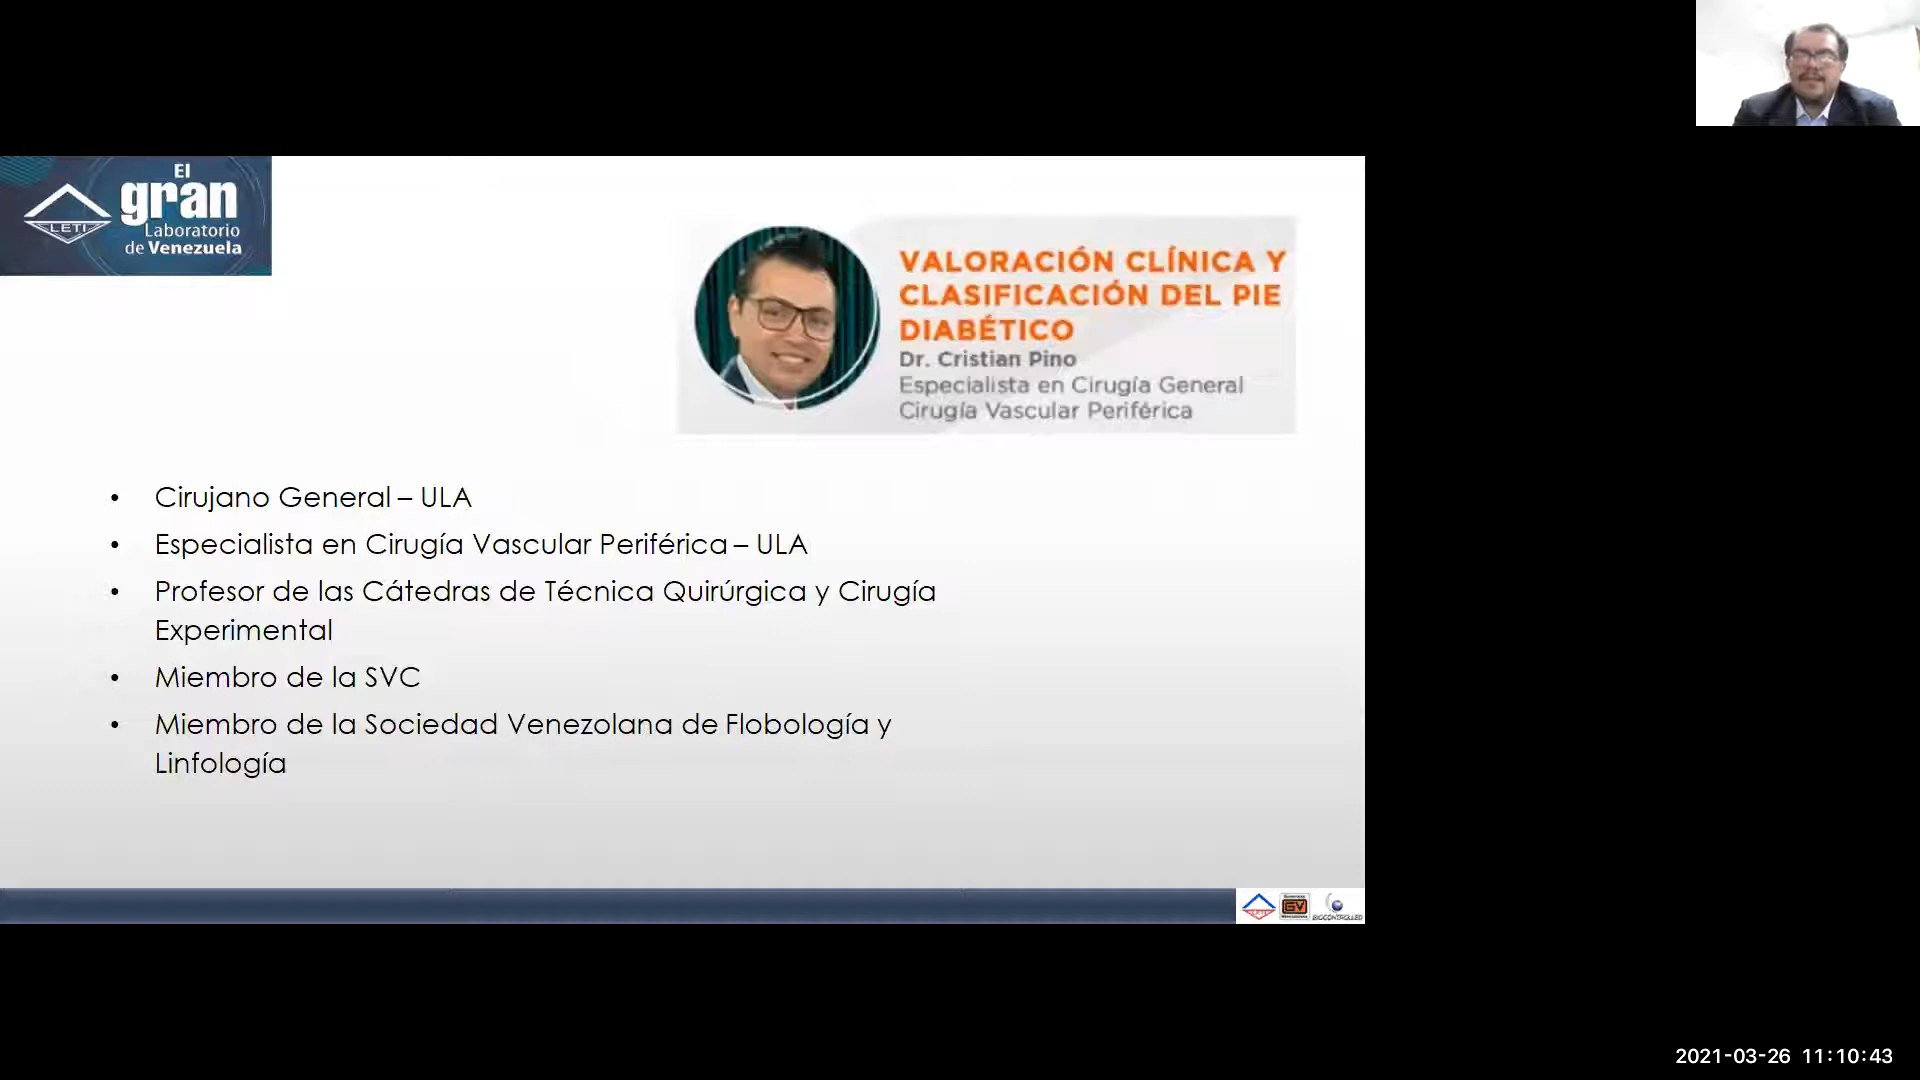 El
gran
Laboratorio
de Venezuela
LETI
VALORACIÓN CLÍNICA Y
CLASIFICACIÓN DEL PIE
DIABÉTICO
Dr. Cristian Pino
Especialista en Cirugía General
Cirugía Vascular Periférica
• Cirujano General – ULA
• Especialista en Cirugía Vascular Periférica – ULA
• Profesor de las Cátedras de Técnica Quirúrgica y Cirugía
Experimental
• Miembro de la SVC
• Miembro de la Sociedad Venezolana de Flobología y
Linfología
GV
BIOCONTROLLED
2021-03-26 11:10:43